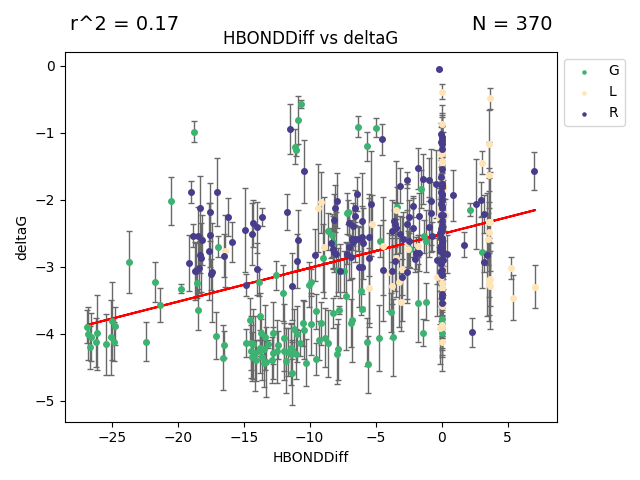 r^2 = 0.17 N = 370
HBONDDiff vs deltaG
0
−1
−2
−3
−4
−5
deltaG
−25 −20 −15 −10 −5 0 5
HBONDDiff
G
L
R